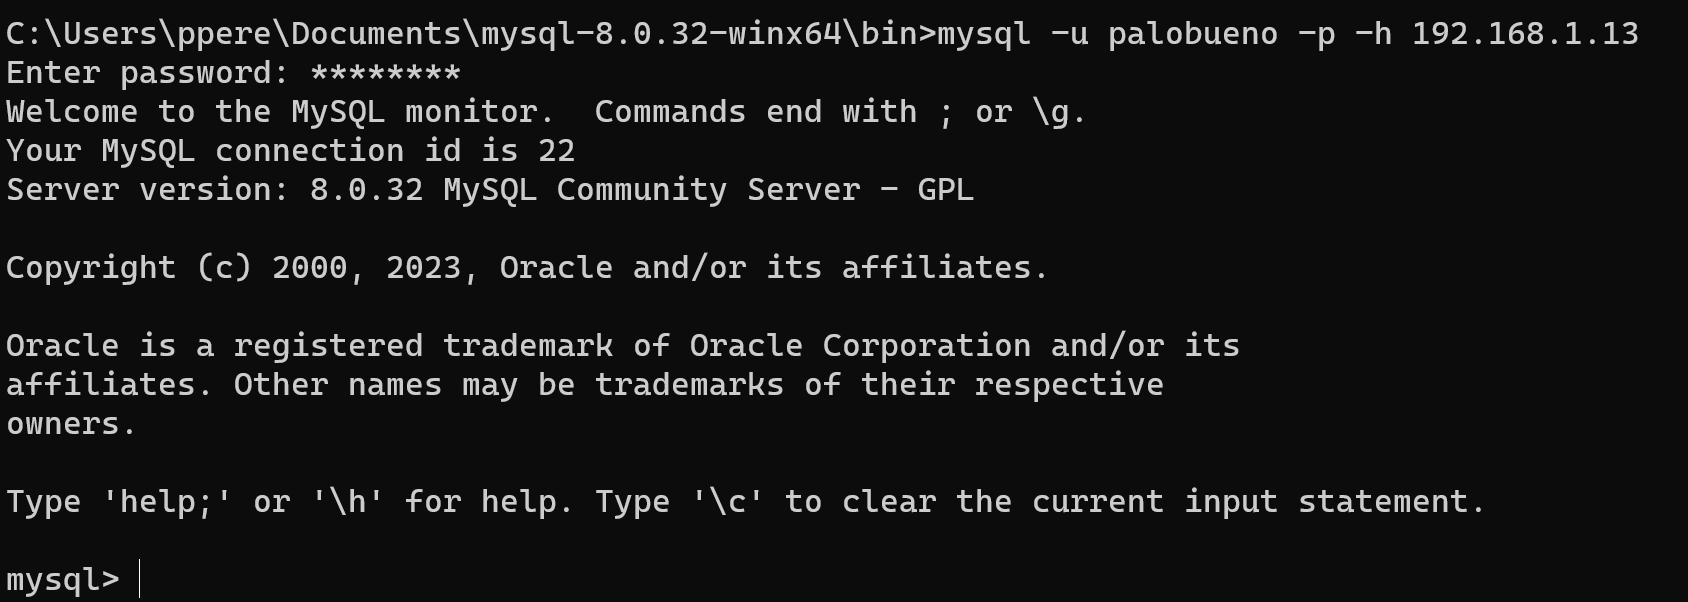 C:\Users\ppere\Documents\mysql-8.0.32-winx64\bin>mysql -u palobueno -p -h 192.168.1.13
Enter password: ********
Welcome to the MySQL monitor.  Commands end with ; or \g.
Your MySQL connection id is 22
Server version: 8.0.32 MySQL Community Server - GPL
Copyright (c) 2000, 2023, Oracle and/or its affiliates.
Oracle is a registered trademark of Oracle Corporation and/or its
affiliates. Other names may be trademarks of their respective
owners.
Type 'help;' or '\h' for help. Type '\c' to clear the current input statement.
mysql>